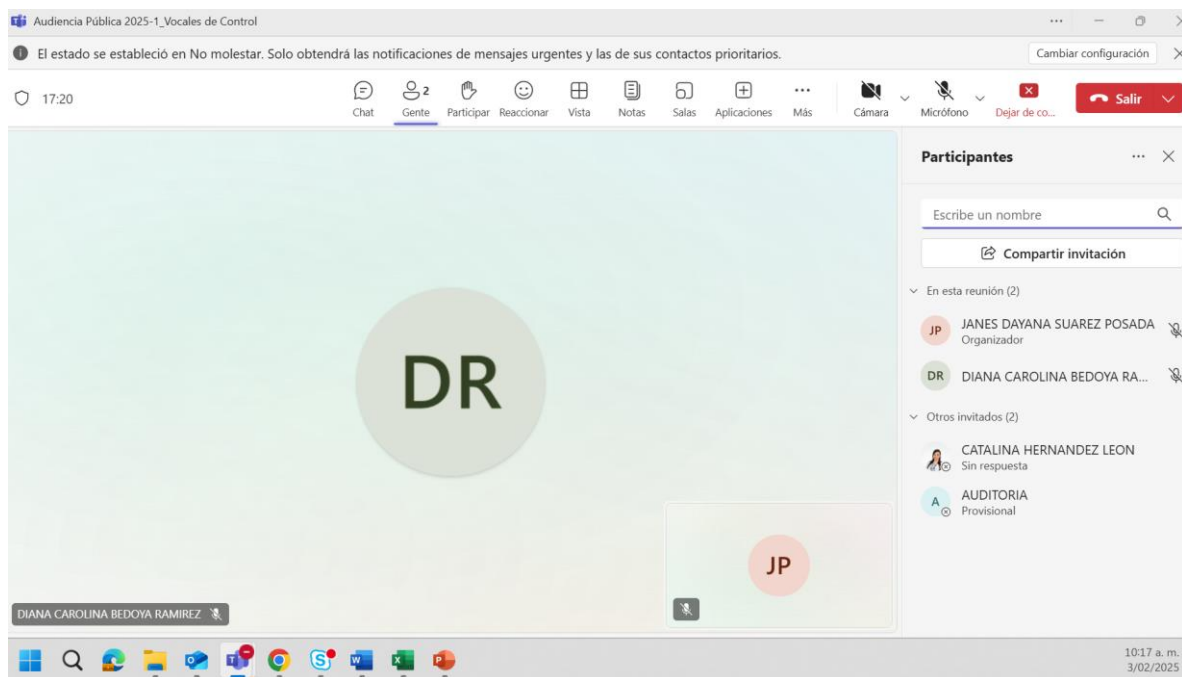 Audiencia Pública 2025-1_Vocales de Control
El estado se estableció en No molestar. Solo obtendrá las notificaciones de mensajes urgentes y las de sus contactos prioritarios.
Cambiar configuración
17:20
Chat
2
Gente
Participar
Reaccionar
Vista
Notas
Salas
Aplicaciones
Más
Cámara
Micrófono
Dejar de co...
Salir
DR
DIANA CAROLINA BEDOYA RAMIREZ
JP
Participantes
Escribe un nombre
Compartir invitación
En esta reunión (2)
JP
JANES DAYANA SUAREZ POSADA
Organizador
DR
DIANA CAROLINA BEDOYA RA...
Otros invitados (2)
CATALINA HERNANDEZ LEON
Sin respuesta
A
AUDITORIA
Provisional
10:17 a. m.
3/02/2025